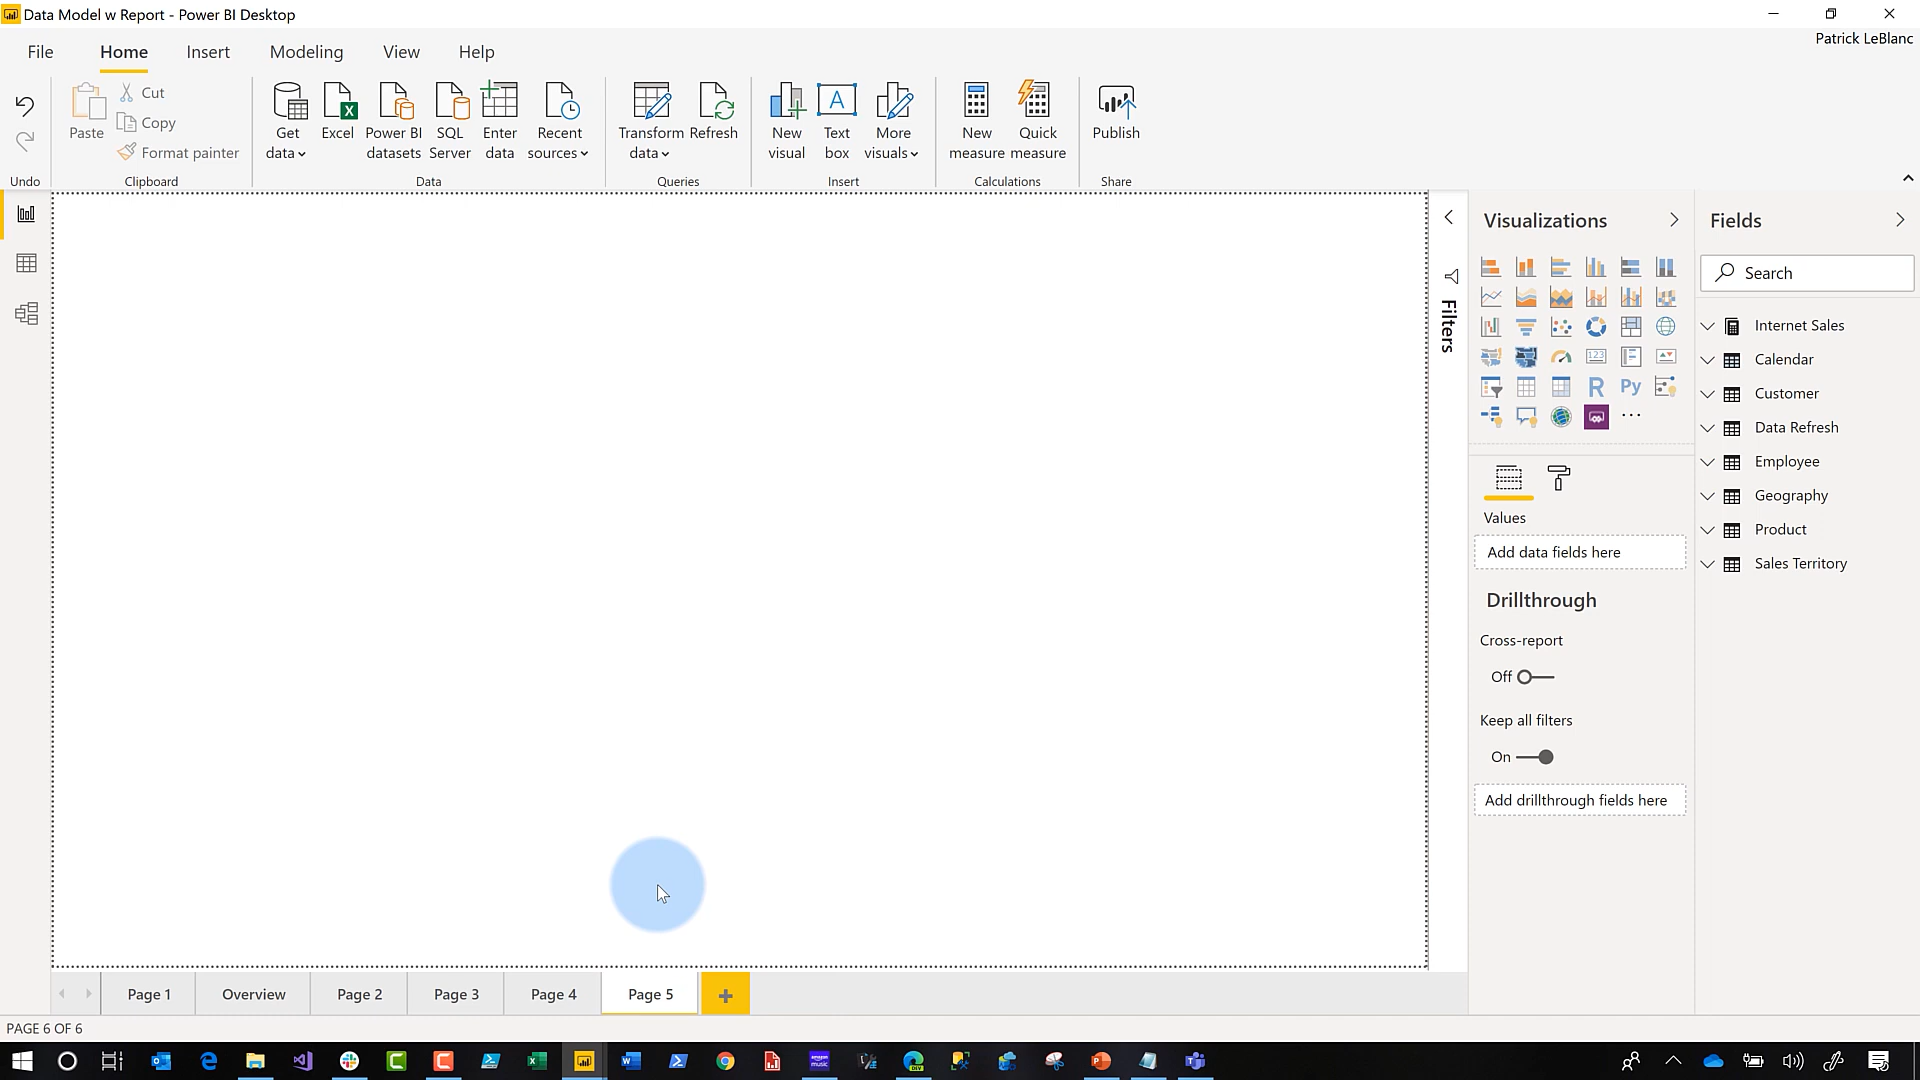 Data Model w Report - Power BI Desktop
Patrick LeBlanc
File Home Insert Modeling View Help
Paste
Cut
Copy
Format painter
Get data
Excel
Power BI datasets
SQL Server
Enter data
Recent sources
Transform data
Refresh
New visual
Text box
More visuals
New measure
Quick measure
Publish
Undo
Clipboard
Data
Queries
Insert
Calculations
Share
Filters
Visualizations
123
R
Py
Values
Add data fields here
Drillthrough
Cross-report
Off
Keep all filters
On
Add drillthrough fields here
Fields
Search
Internet Sales
Calendar
Customer
Data Refresh
Employee
Geography
Product
Sales Territory
Page 1
Overview
Page 2
Page 3
Page 4
Page 5
PAGE 6 OF 6